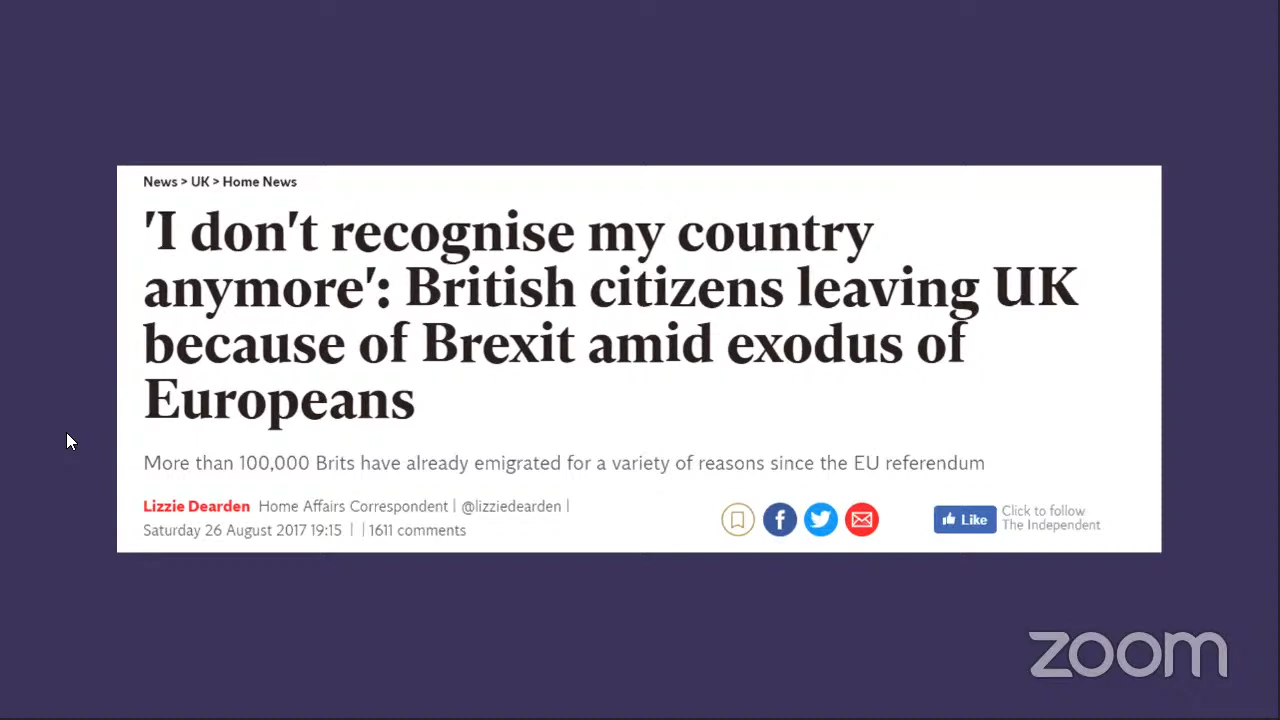 News > UK > Home News
'I don't recognise my country
anymore': British citizens leaving UK
because of Brexit amid exodus of
Europeans
More than 100,000 Brits have already emigrated for a variety of reasons since the EU referendum
Lizzie Dearden Home Affairs Correspondent | @lizziedearden |
Saturday 26 August 2017 19:15 | | 1611 comments
Like
Click to follow
The Independent
zoom